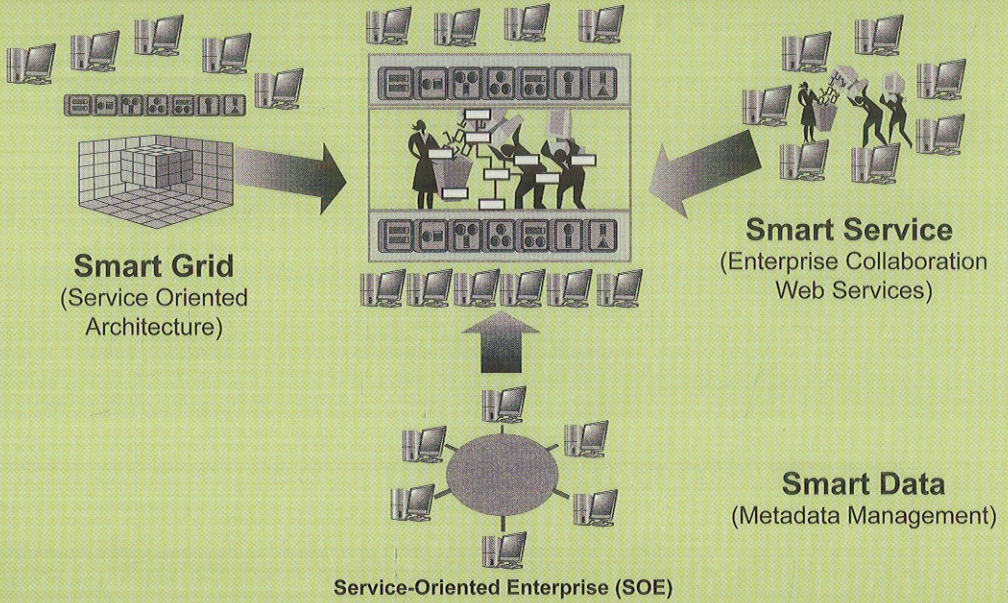 Smart Grid
(Service Oriented
Architecture)
Smart Service
(Enterprise Collaboration
Web Services)
Smart Data
(Metadata Management)
Service-Oriented Enterprise (SOE)